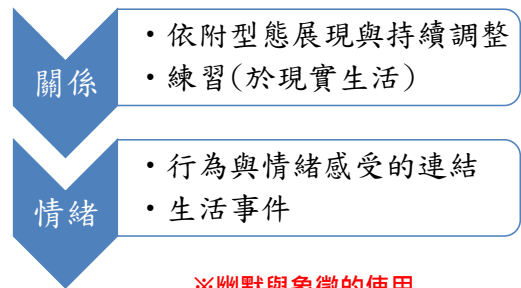 關係
・依附型態展現與持續調整
・練習(於現實生活)
情緒
・行為與情緒感受的連結
・生活事件
※幽默與象徵的使用